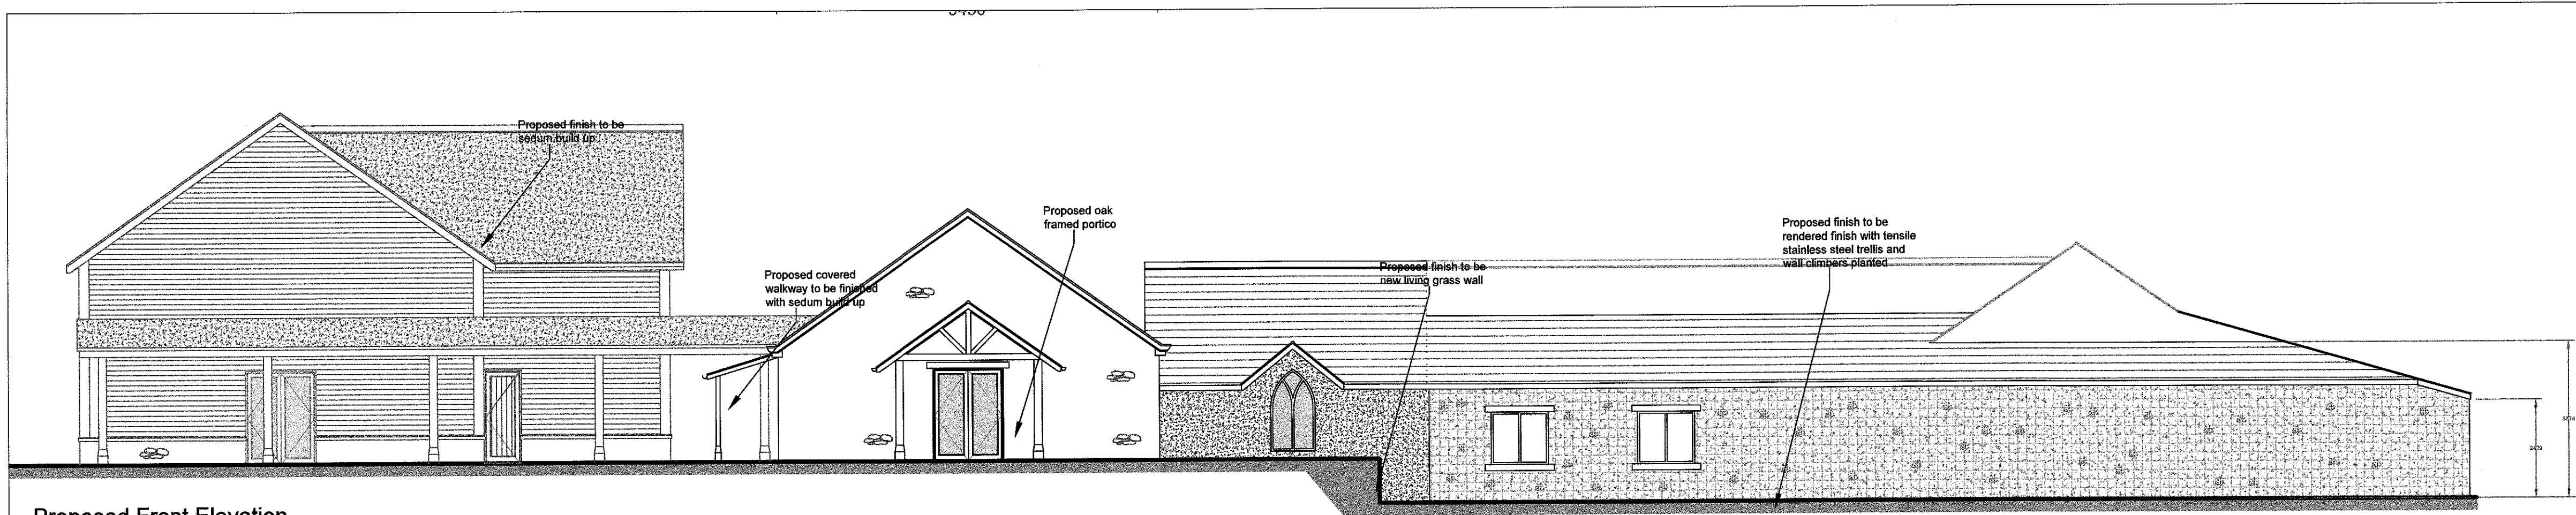 Proposed finish to be
sedum build up
Proposed covered
walkway to be finished
with sedum build up
Proposed oak
framed portico
Proposed finish to be
new living grass wall
Proposed finish to be
rendered finish with tensile
stainless steel trellis and
wall climbers planted
Proposed Front Elevation